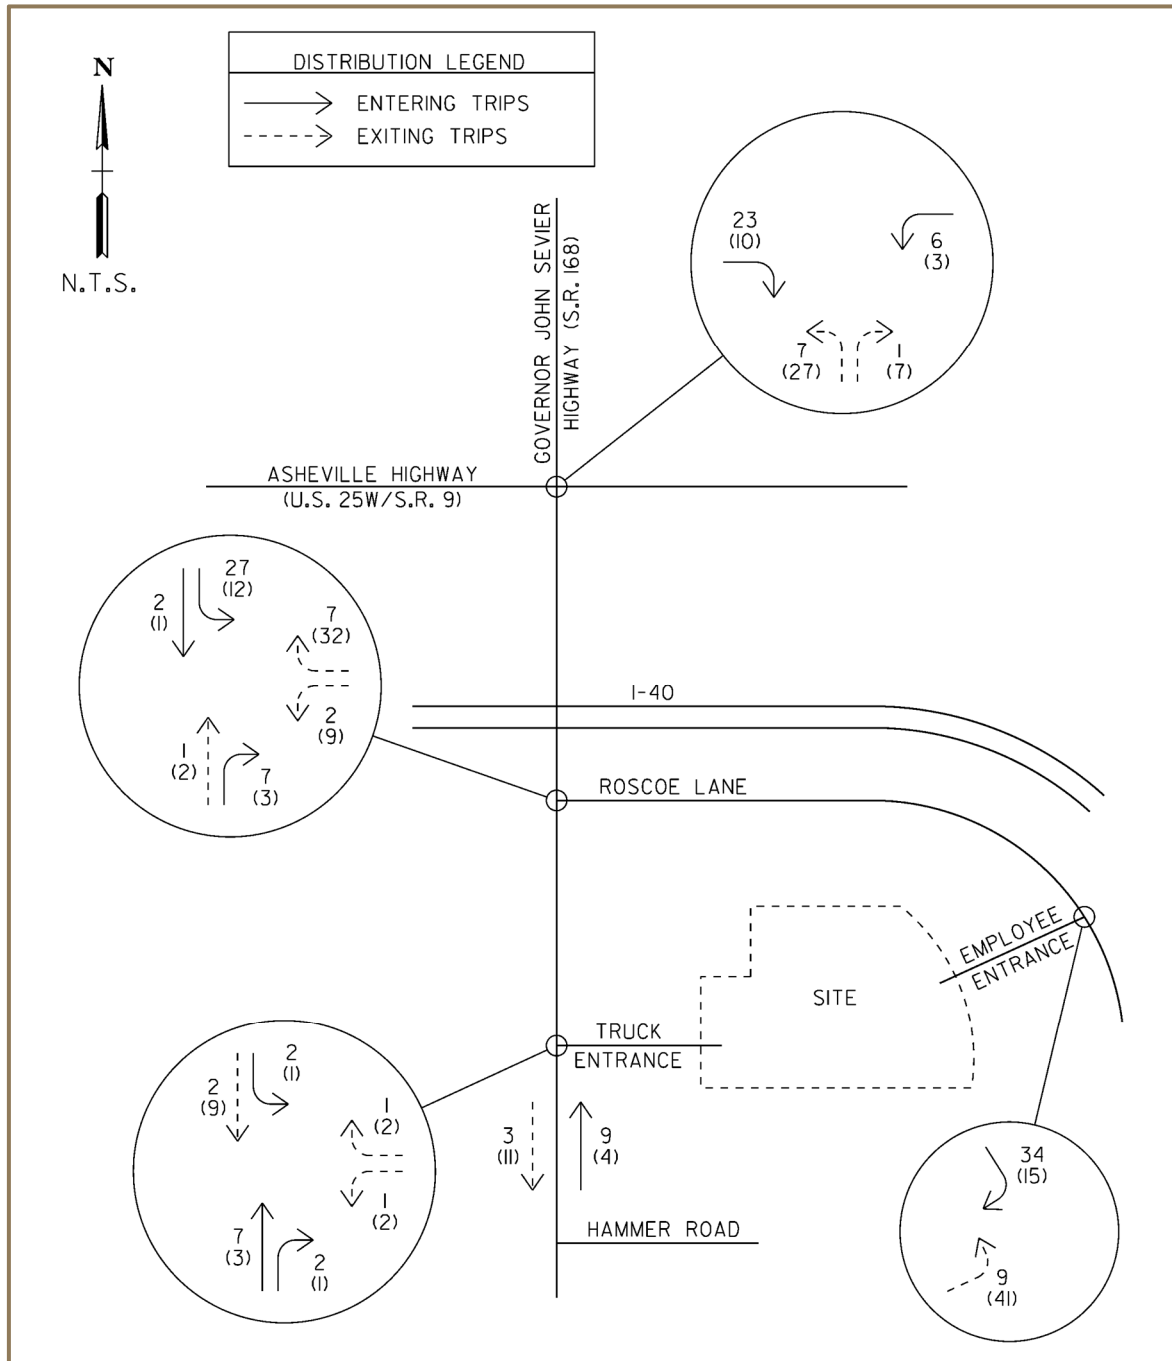 N
N.T.S.
DISTRIBUTION LEGEND
ENTERING TRIPS
EXITING TRIPS
GOVERNOR JOHN SEVIER
HIGHWAY (S.R. 168)
23
(10)
6
(3)
7
(27)
1
(7)
ASHEVILLE HIGHWAY
(U.S. 25W/S.R. 9)
27
(12)
2
(1)
7
(32)
2
(9)
1
(2)
7
(3)
I-40
ROSCOE LANE
EMPLOYEE
ENTRANCE
SITE
TRUCK
ENTRANCE
2
(1)
2
(9)
1
(2)
1
(2)
7
(3)
2
(1)
3
(11)
9
(4)
HAMMER ROAD
34
(15)
9
(41)